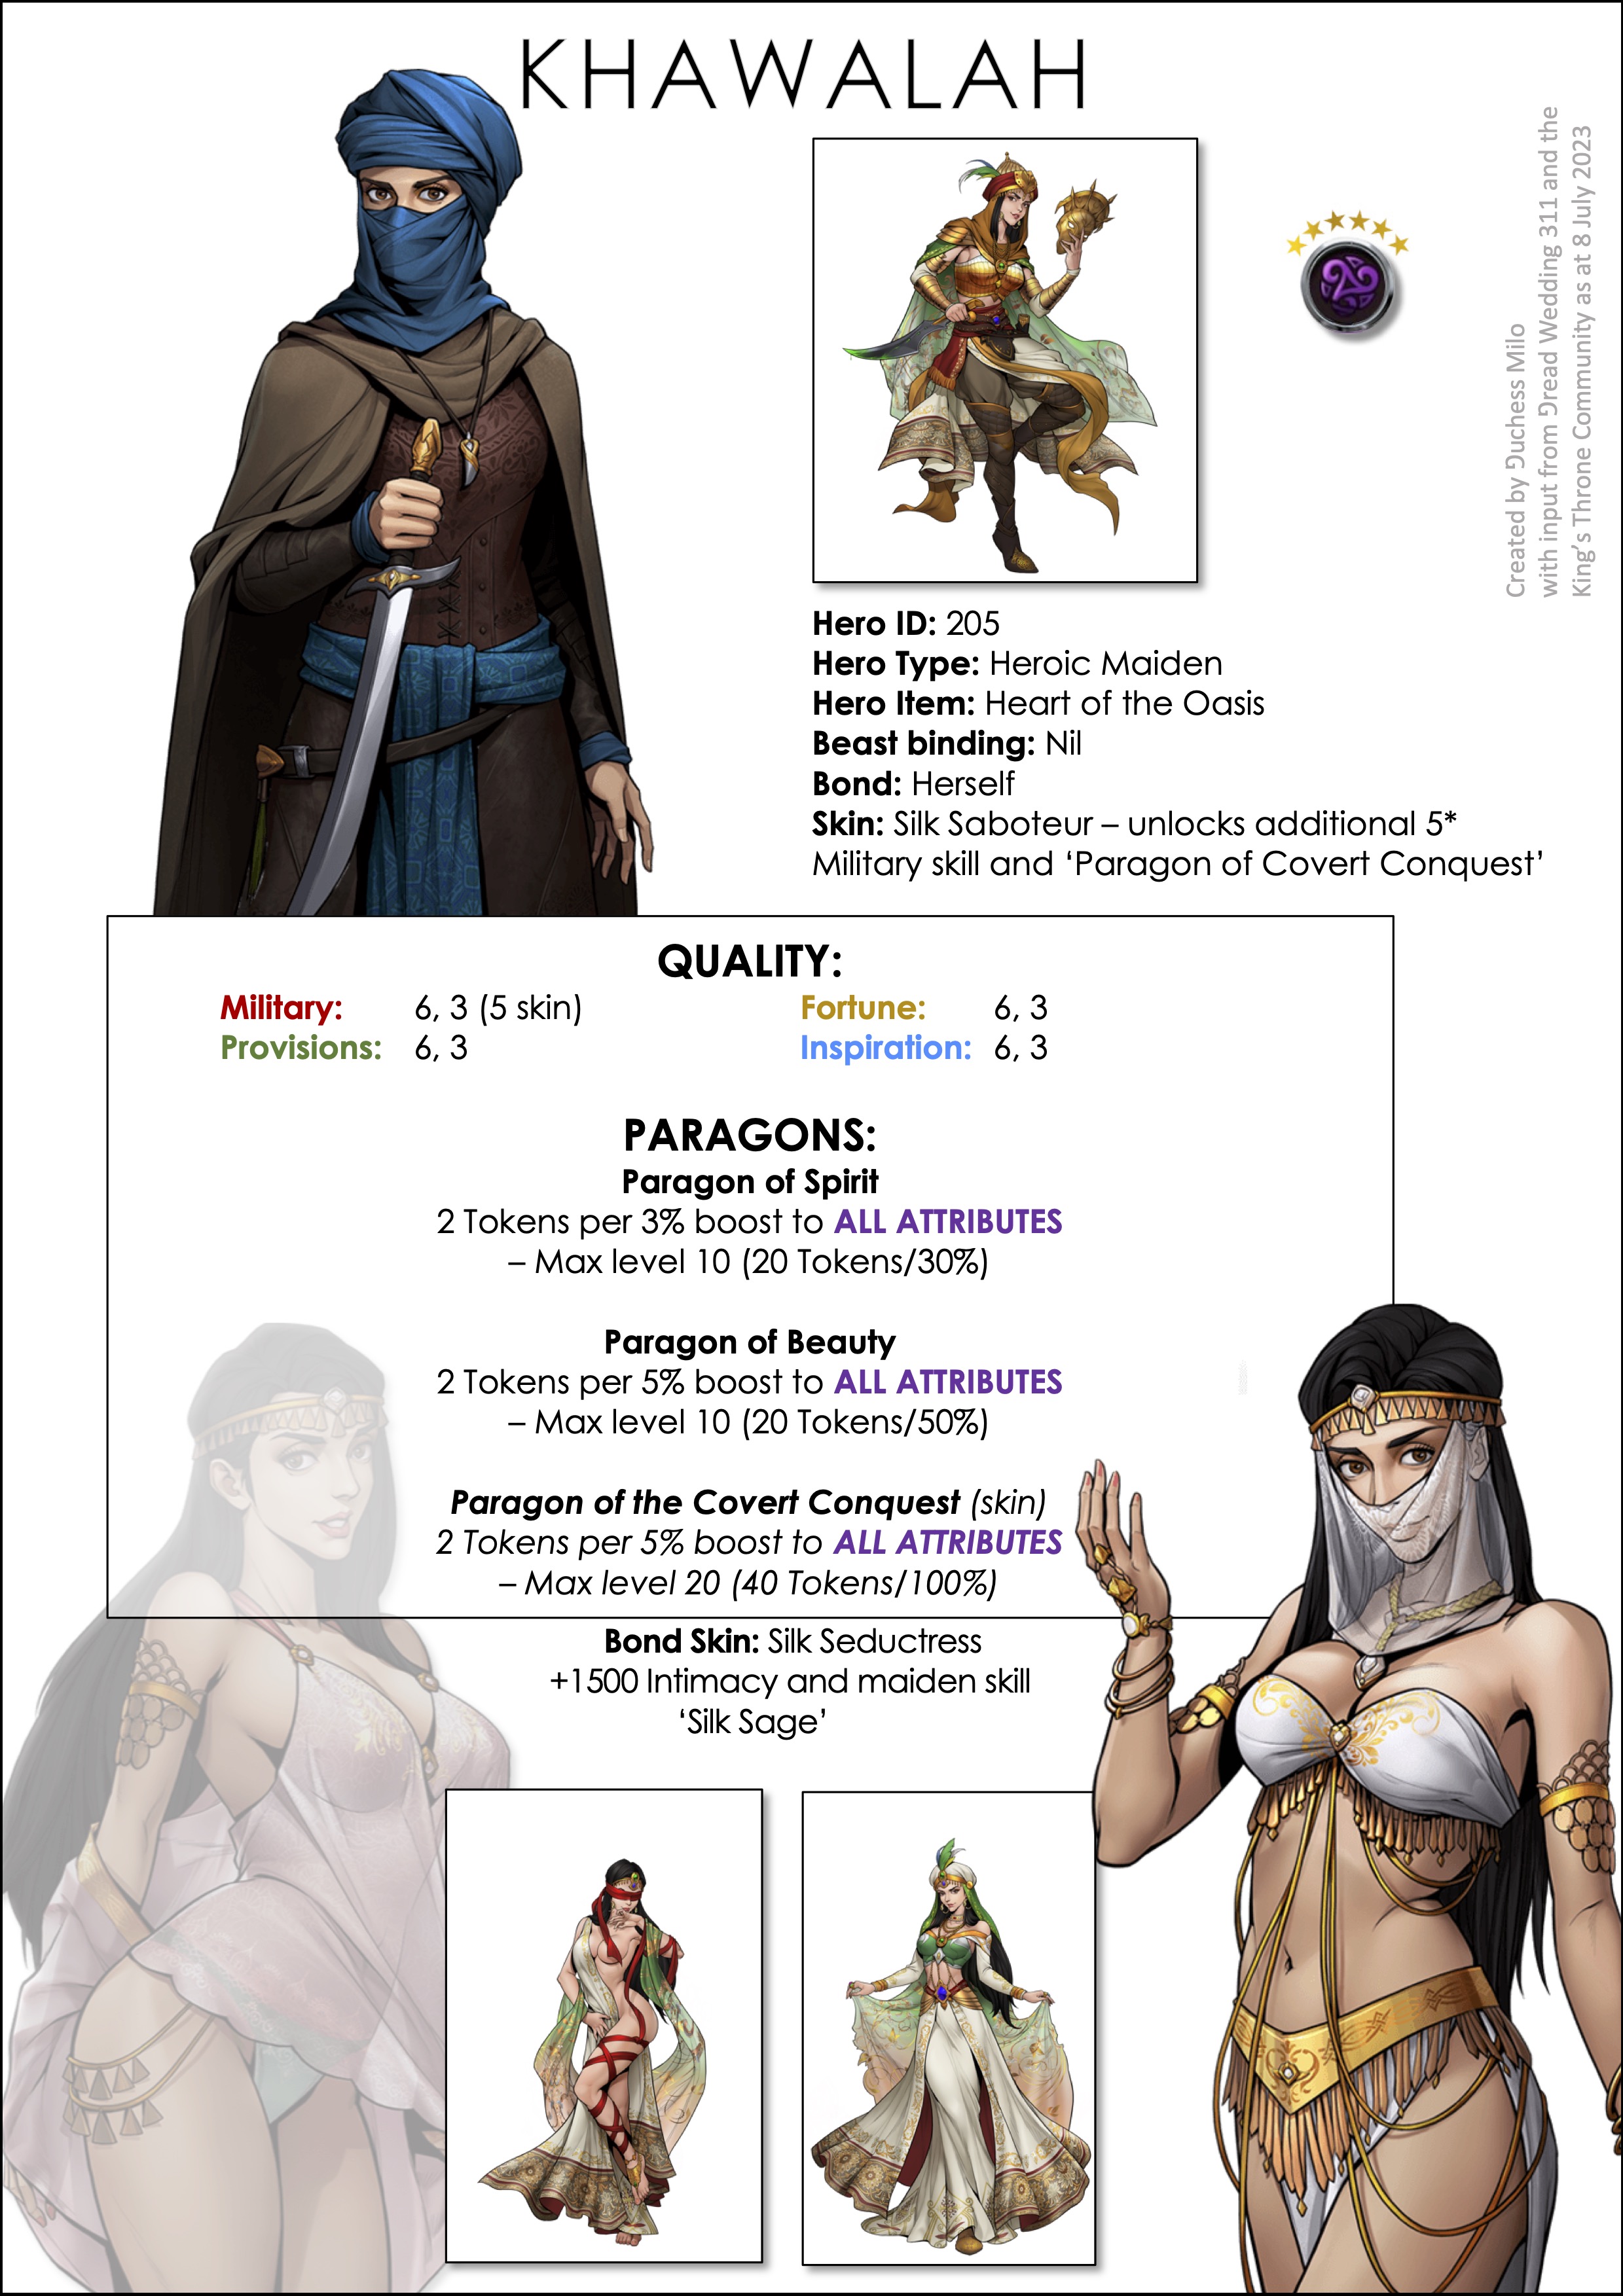 KHAWALAH
Created by Duchess Milo
with input from Dread Wedding 311 and the
King's Throne Community as at 8 July 2023
Hero ID: 205
Hero Type: Heroic Maiden
Hero Item: Heart of the Oasis
Beast binding: Nil
Bond: Herself
Skin: Silk Saboteur – unlocks additional 5*
Military skill and ‘Paragon of Covert Conquest’
QUALITY:
Military: 6, 3 (5 skin)
Fortune: 6, 3
Provisions: 6, 3
Inspiration: 6, 3
PARAGONS:
Paragon of Spirit
2 Tokens per 3% boost to ALL ATTRIBUTES
– Max level 10 (20 Tokens/30%)
Paragon of Beauty
2 Tokens per 5% boost to ALL ATTRIBUTES
– Max level 10 (20 Tokens/50%)
Paragon of the Covert Conquest (skin)
2 Tokens per 5% boost to ALL ATTRIBUTES
– Max level 20 (40 Tokens/100%)
Bond Skin: Silk Seductress
+1500 Intimacy and maiden skill
‘Silk Sage’